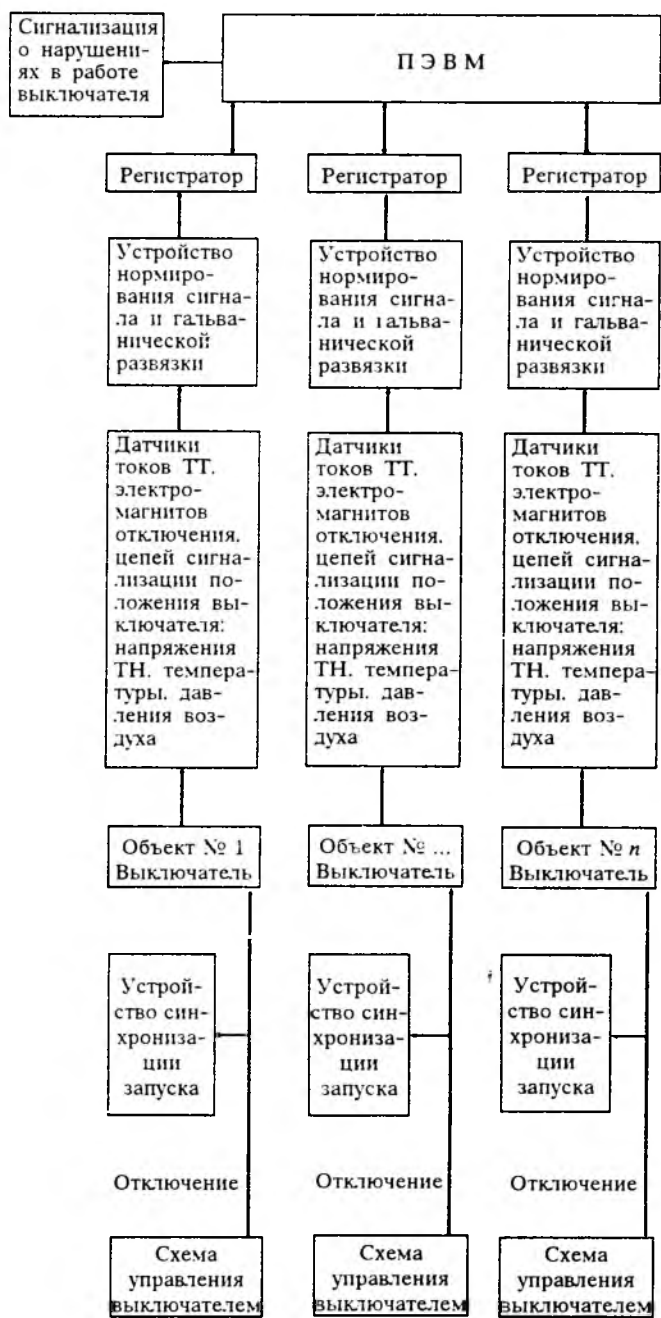 Сигнализация
о нарушени-
ях в работе
выключателя
ПЭВМ
Регистратор
Регистратор
Регистратор
Устройство
нормиро-
вания сигна-
ла и гальва-
нической
развязки
Устройство
нормиро-
вания сигна-
ла и гальва-
нической
развязки
Устройство
нормиро-
вания сигна-
ла и гальва-
нической
развязки
Датчики
токов ТТ,
электро-
магнитов
отключения,
цепей сигна-
лизации по-
ложения вы-
ключателя;
напряжения
ТН, темпера-
туры, дав-
ления воз-
духа
Датчики
токов ТТ,
электро-
магнитов
отключения,
цепей сигна-
лизации по-
ложения вы-
ключателя;
напряжения
ТН, темпера-
туры, дав-
ления воз-
духа
Датчики
токов ТТ,
электро-
магнитов
отключения,
цепей сигна-
лизации по-
ложения вы-
ключателя;
напряжения
ТН, темпера-
туры, дав-
ления воз-
духа
Объект № 1
Выключатель
Объект № ...
Выключатель
Объект № n
Выключатель
Устрой-
ство син-
хрониза-
ции
запуска
Устрой-
ство син-
хрониза-
ции
запуска
Устрой-
ство син-
хрониза-
ции
запуска
Отключение
Отключение
Отключение
Схема
управления
выключателем
Схема
управления
выключателем
Схема
управления
выключателем